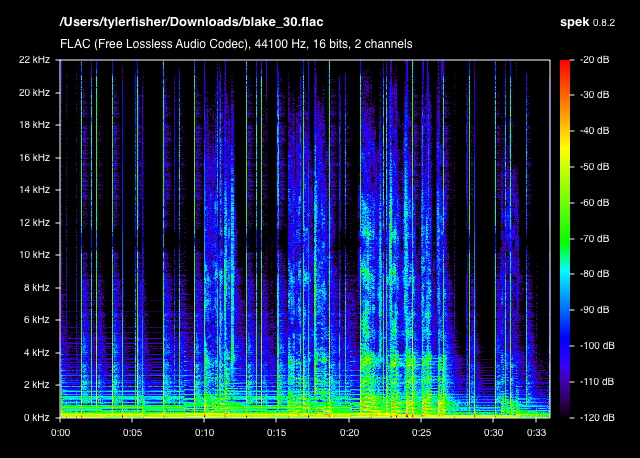 /Users/tylerfisher/Downloads/blake_30.flac
spek 0.8.2
FLAC (Free Lossless Audio Codec), 44100 Hz, 16 bits, 2 channels
22 kHz
20 kHz
18 kHz
16 kHz
14 kHz
12 kHz
10 kHz
8 kHz
6 kHz
4 kHz
2 kHz
0 kHz
0:00 0:05 0:10 0:15 0:20 0:25 0:30 0:33
-20 dB
-30 dB
-40 dB
-50 dB
-60 dB
-70 dB
-80 dB
-90 dB
-100 dB
-110 dB
-120 dB